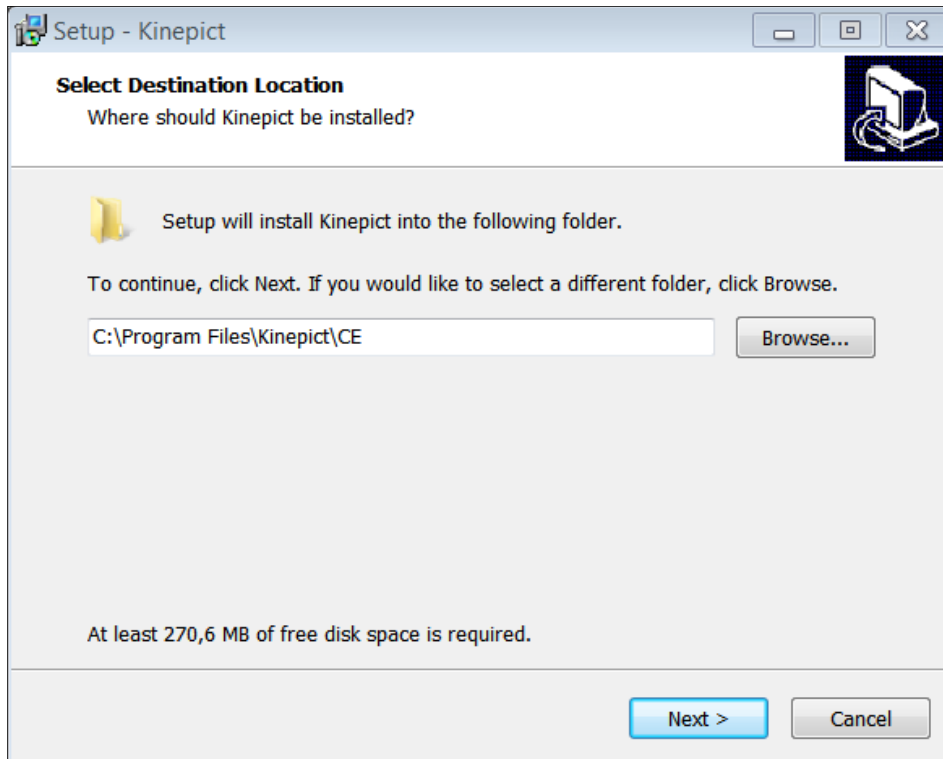 Setup - Kinepict
Select Destination Location
Where should Kinepict be installed?
Setup will install Kinepict into the following folder.
To continue, click Next. If you would like to select a different folder, click Browse.
C:\Program Files\Kinepict\CE
Browse...
At least 270,6 MB of free disk space is required.
Next >
Cancel